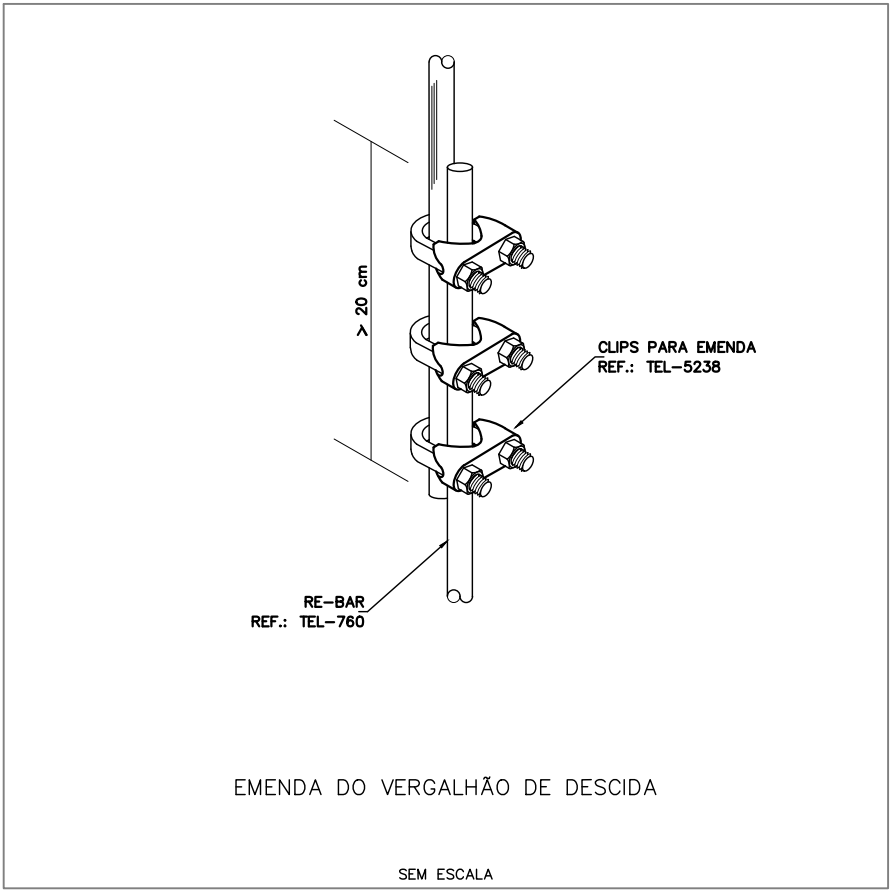 > 20 cm
CLIPS PARA EMENDA
REF.: TEL-5238
RE-BAR
REF.: TEL-760
EMENDA DO VERGALHÃO DE DESCIDA
SEM ESCALA